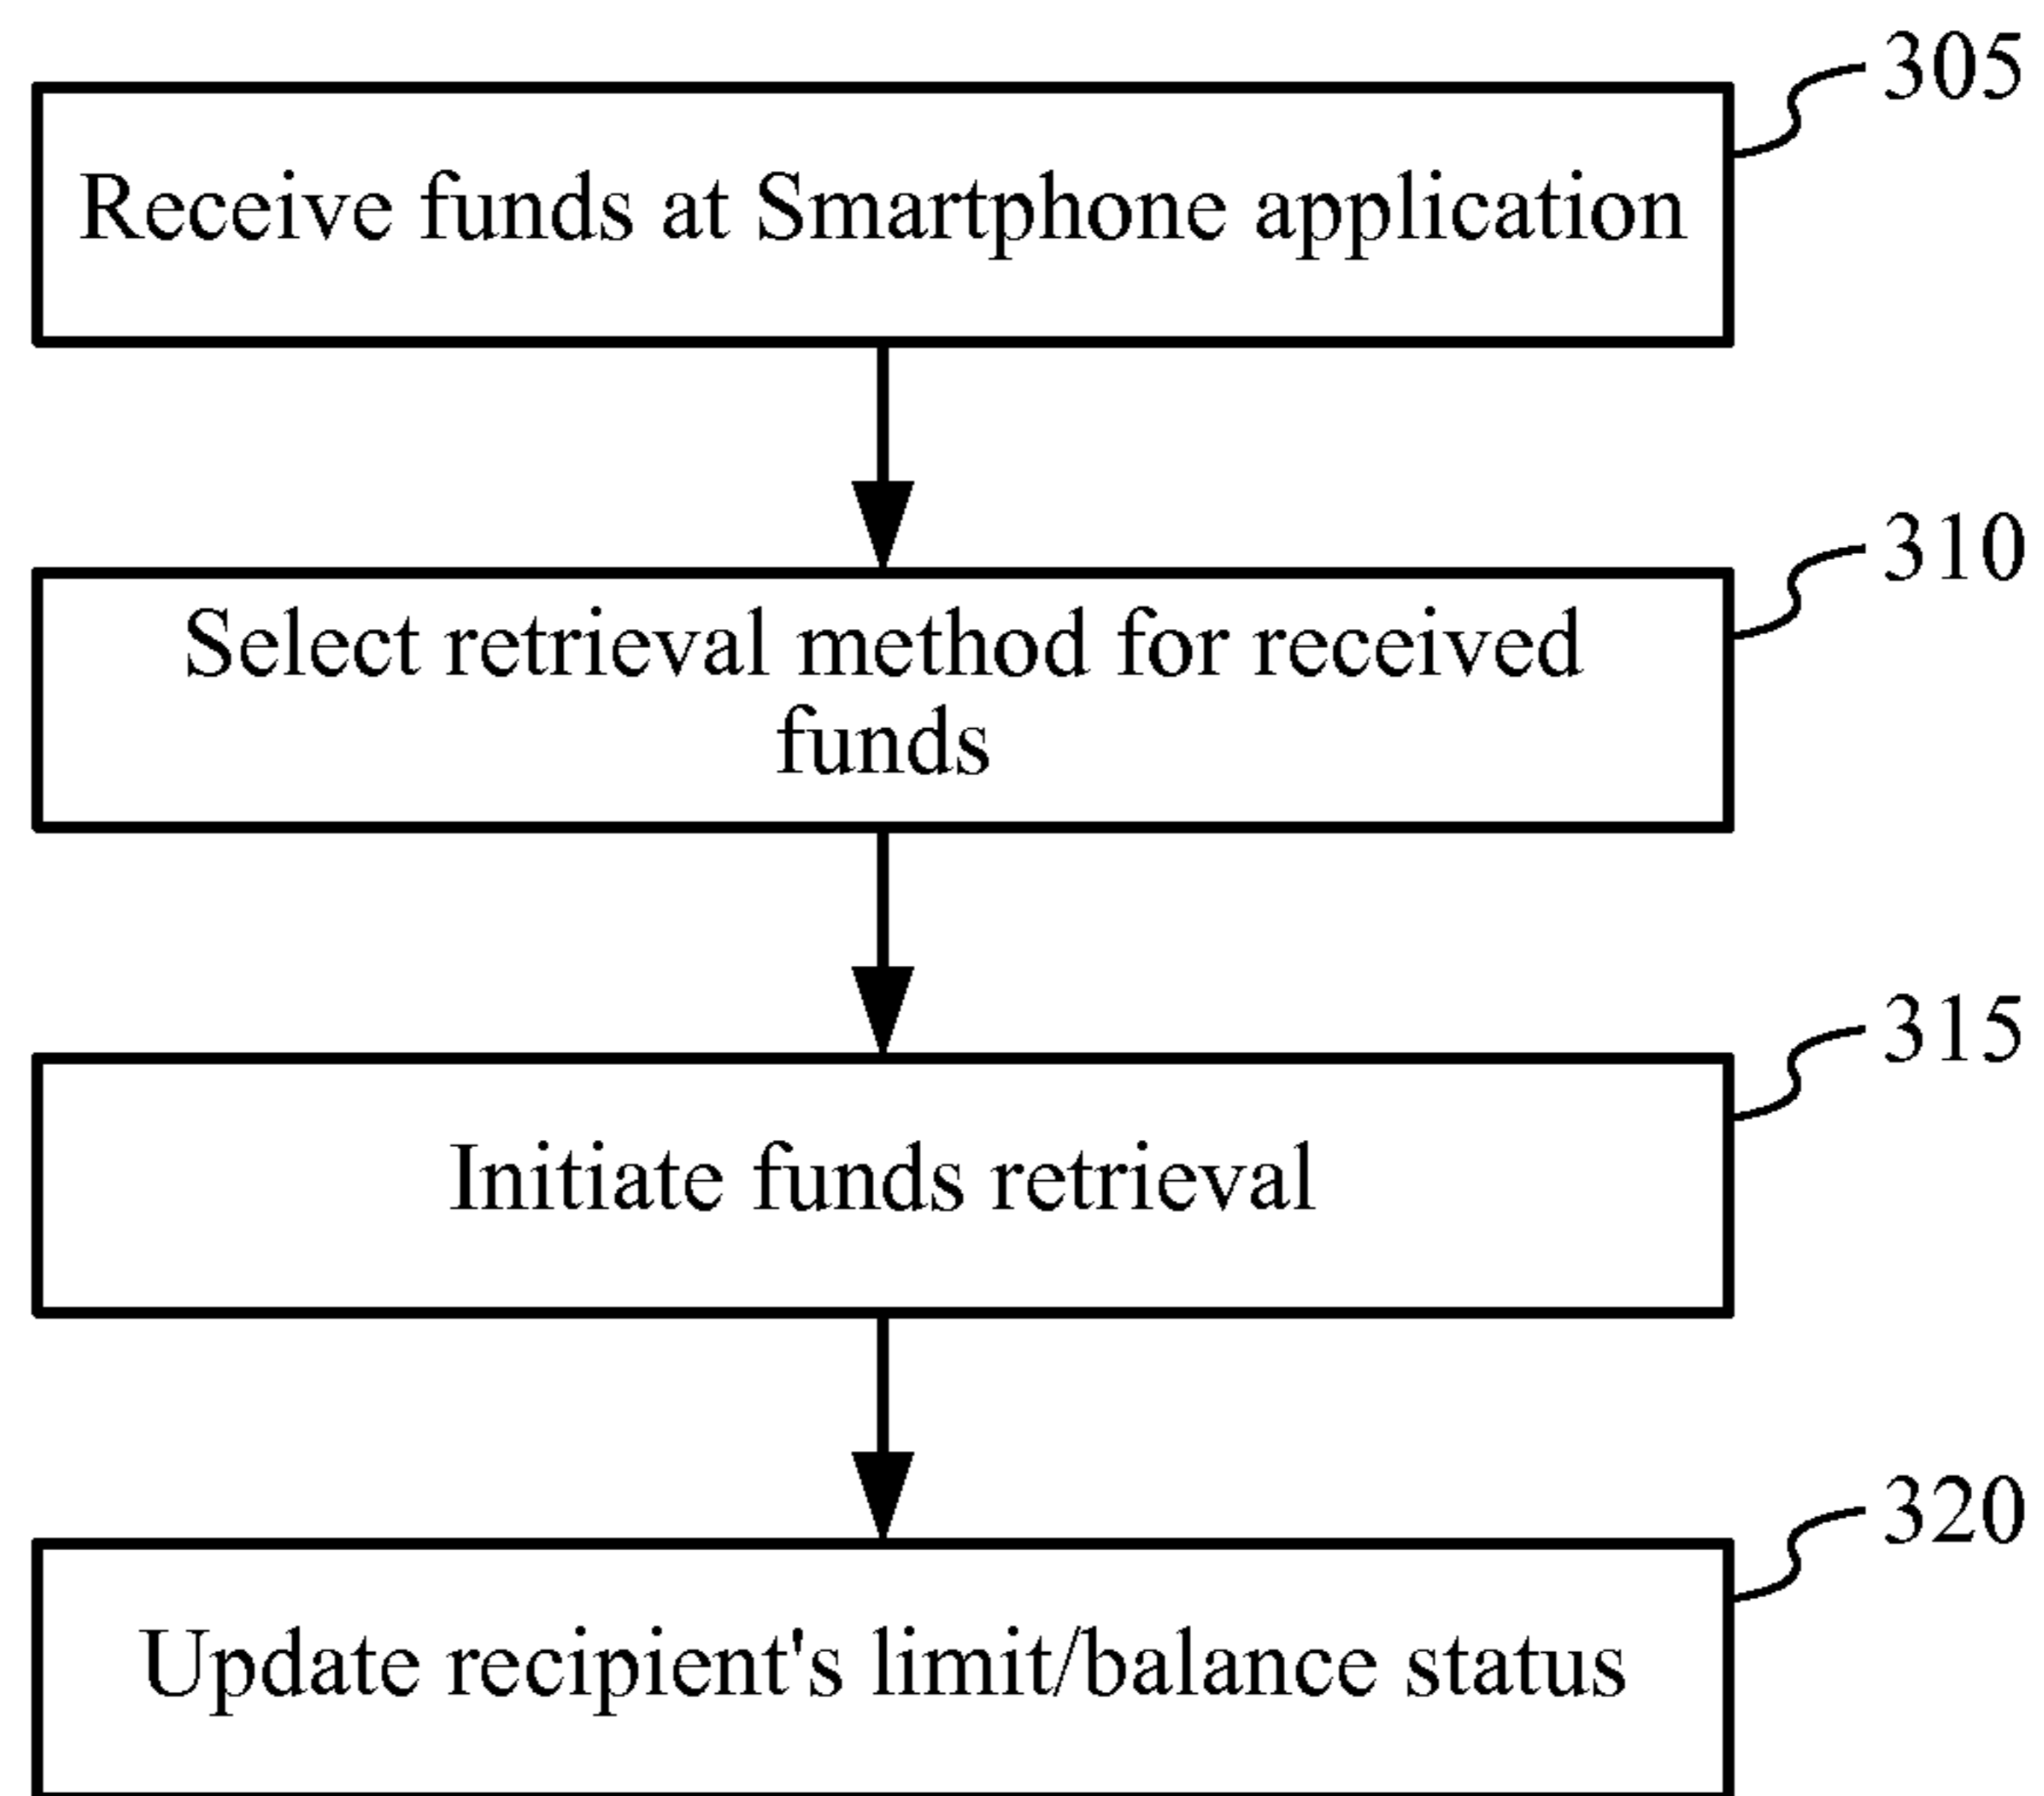 305
Receive funds at Smartphone application
310
Select retrieval method for received
funds
315
Initiate funds retrieval
320
Update recipient's limit/balance status